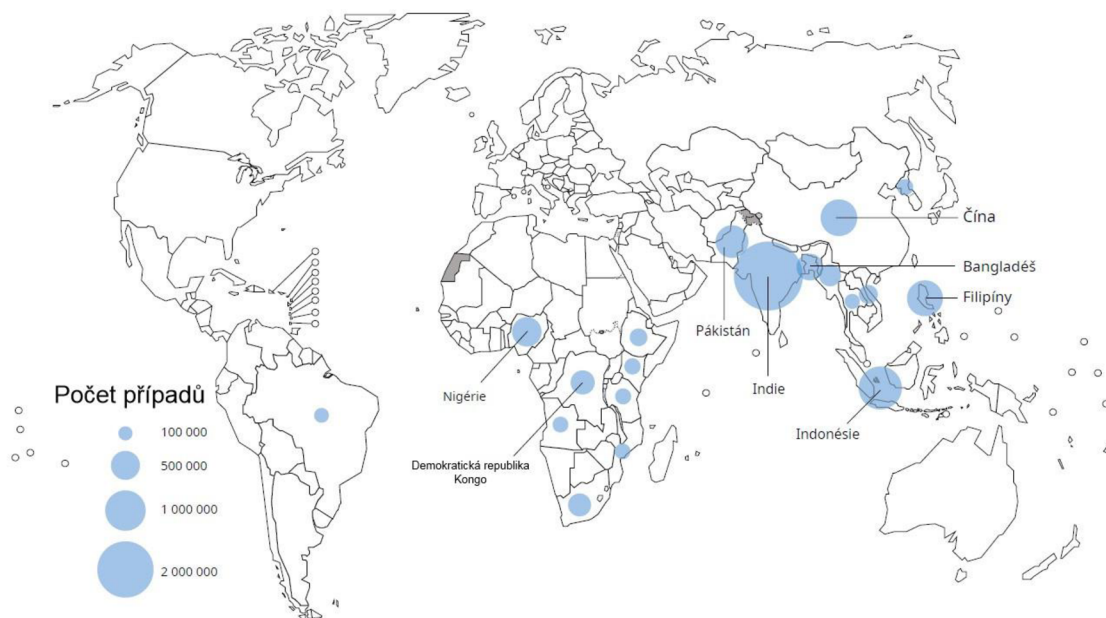 Čína
Bangladéš
Filipíny
Pákistán
Indie
Indonésie
Nigérie
Demokratická republika
Kongo
Počet případů
100 000
500 000
1 000 000
2 000 000